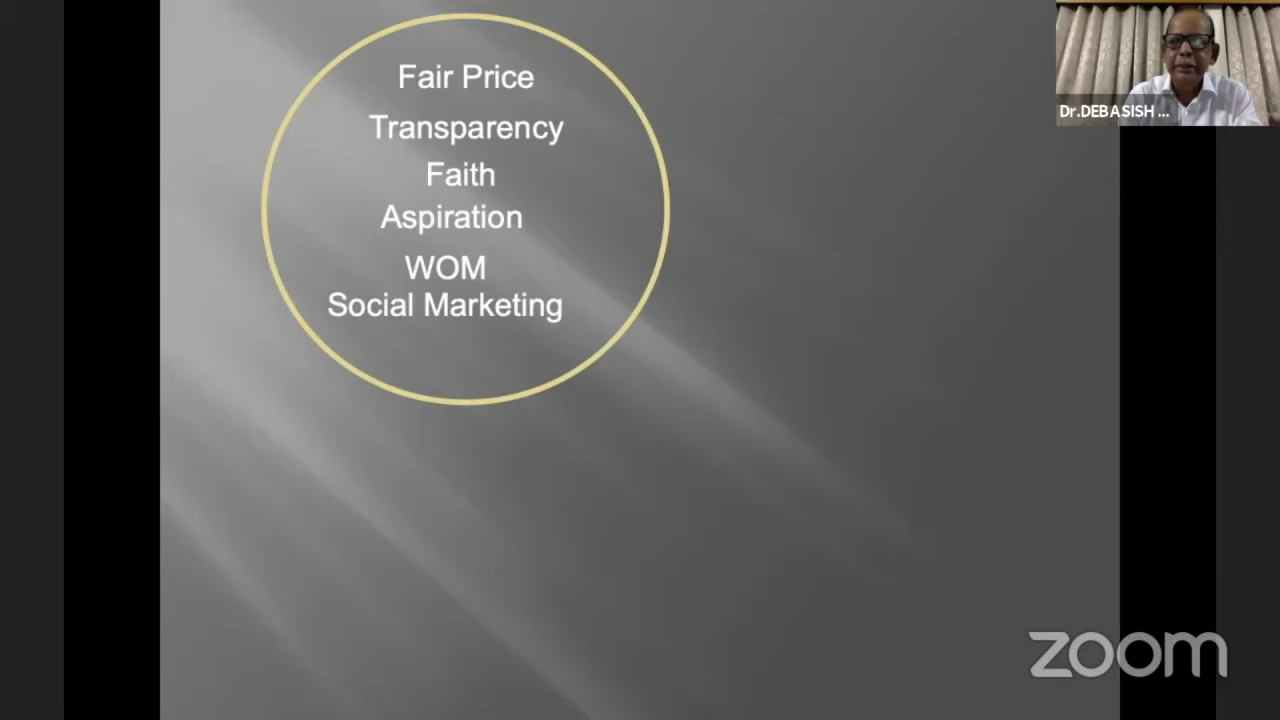 Fair Price
Transparency
Faith
Aspiration
WOM
Social Marketing
Dr.DEBASISH ...
zoom